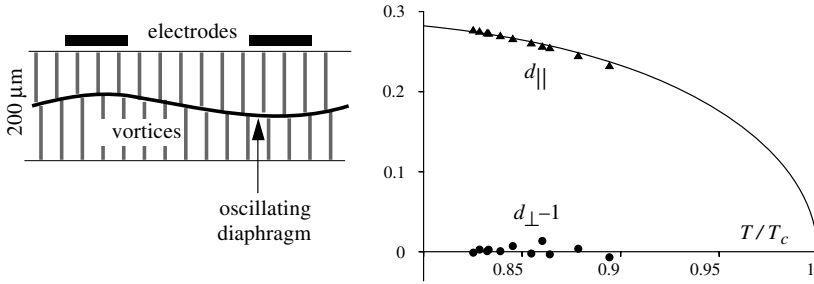 electrodes
200 μm
vortices
oscillating
diaphragm
0.3
0.2
0.1
0
d||
d⊥−1
T / Tc
0.85
0.9
0.95
1